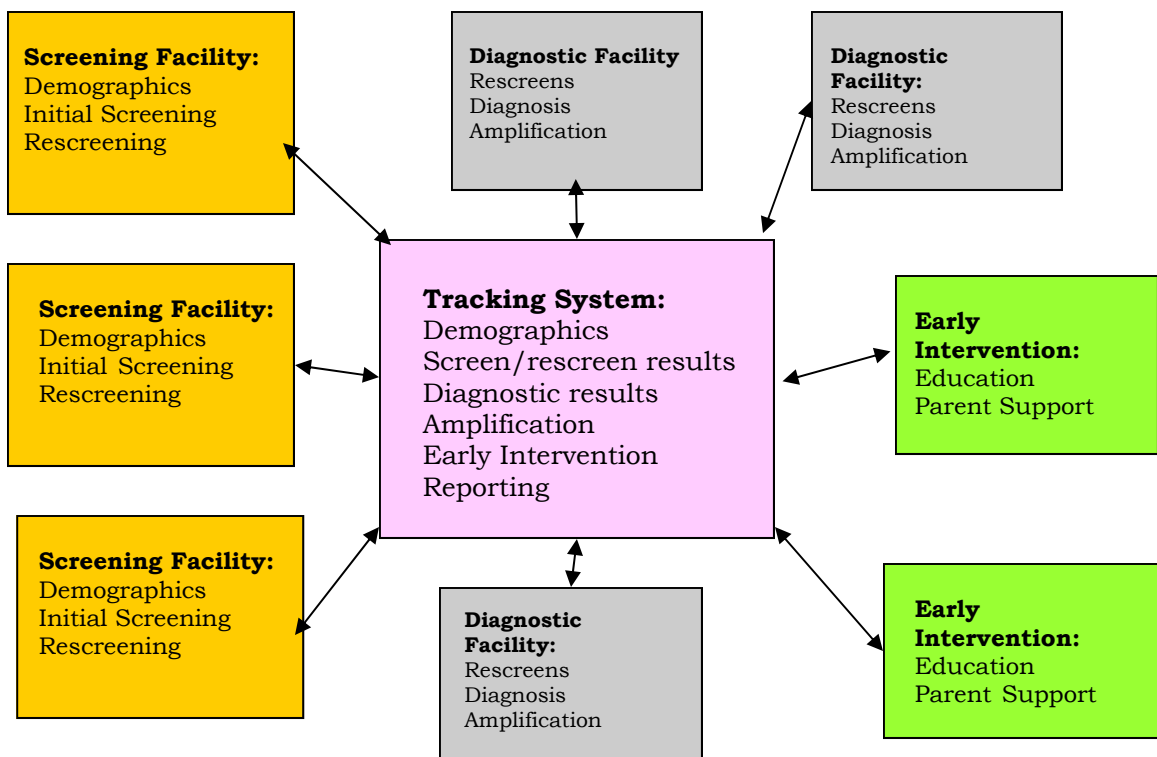 Screening Facility:
Demographics
Initial Screening
Rescreening
Diagnostic Facility
Rescreens
Diagnosis
Amplification
Diagnostic
Facility:
Rescreens
Diagnosis
Amplification
Screening Facility:
Demographics
Initial Screening
Rescreening
Tracking System:
Demographics
Screen/rescreen results
Diagnostic results
Amplification
Early Intervention
Reporting
Early
Intervention:
Education
Parent Support
Screening Facility:
Demographics
Initial Screening
Rescreening
Diagnostic
Facility:
Rescreens
Diagnosis
Amplification
Early
Intervention:
Education
Parent Support